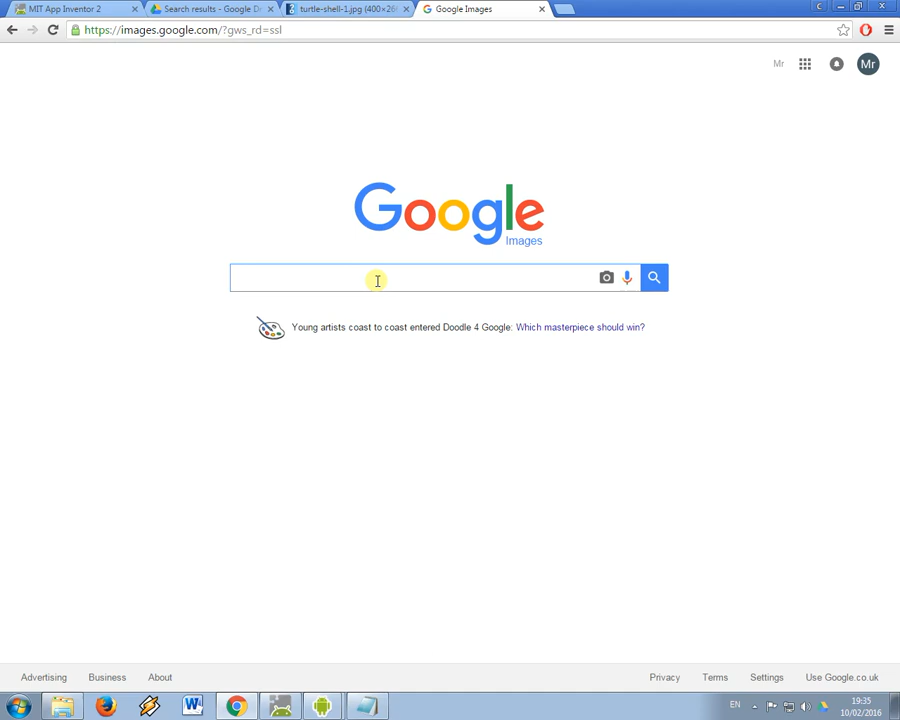 MIT App Inventor 2
Search results - Google Do
turtle-shell-1.jpg (400×26
Google Images
https://images.google.com/?gws_rd=ssl
Mr
Mr
Google
Images
Young artists coast to coast entered Doodle 4 Google: Which masterpiece should win?
Advertising Business About Privacy Terms Settings Use Google.co.uk
EN
19:35
10/02/2016